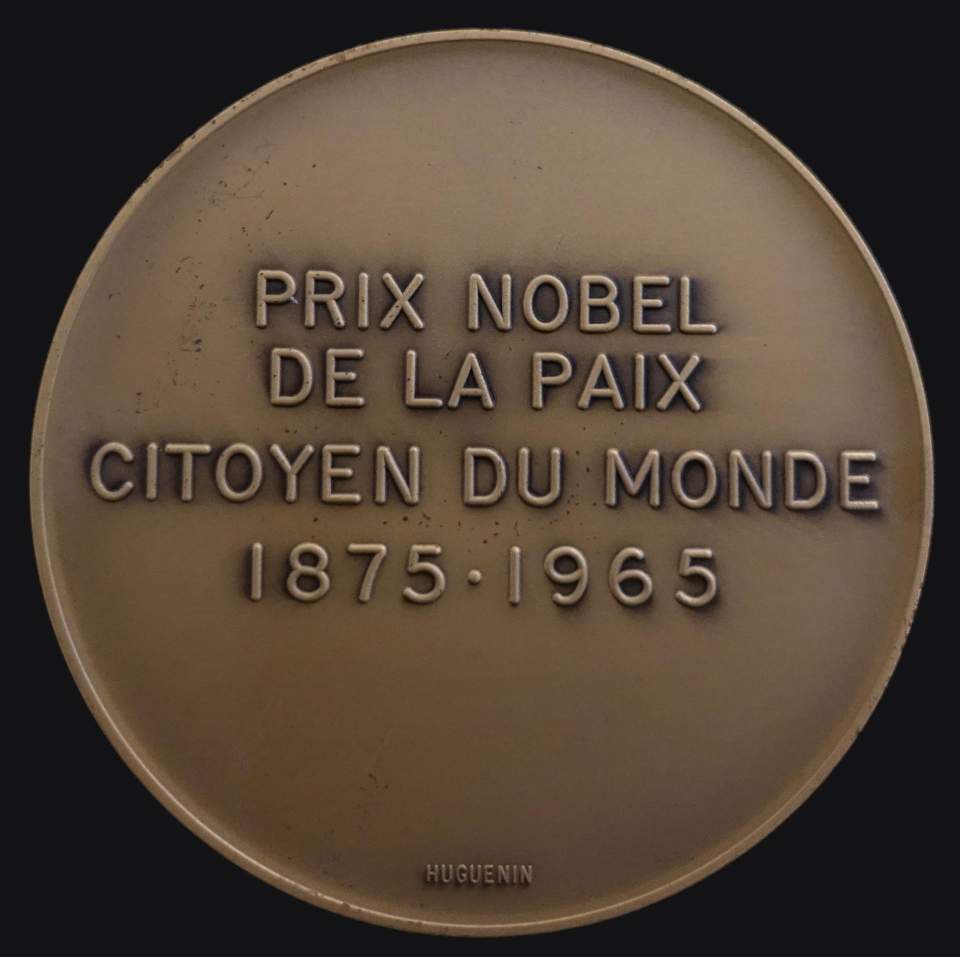 PRIX NOBEL
DE LA PAIX
CITOYEN DU MONDE
1875·1965
HUGUENIN